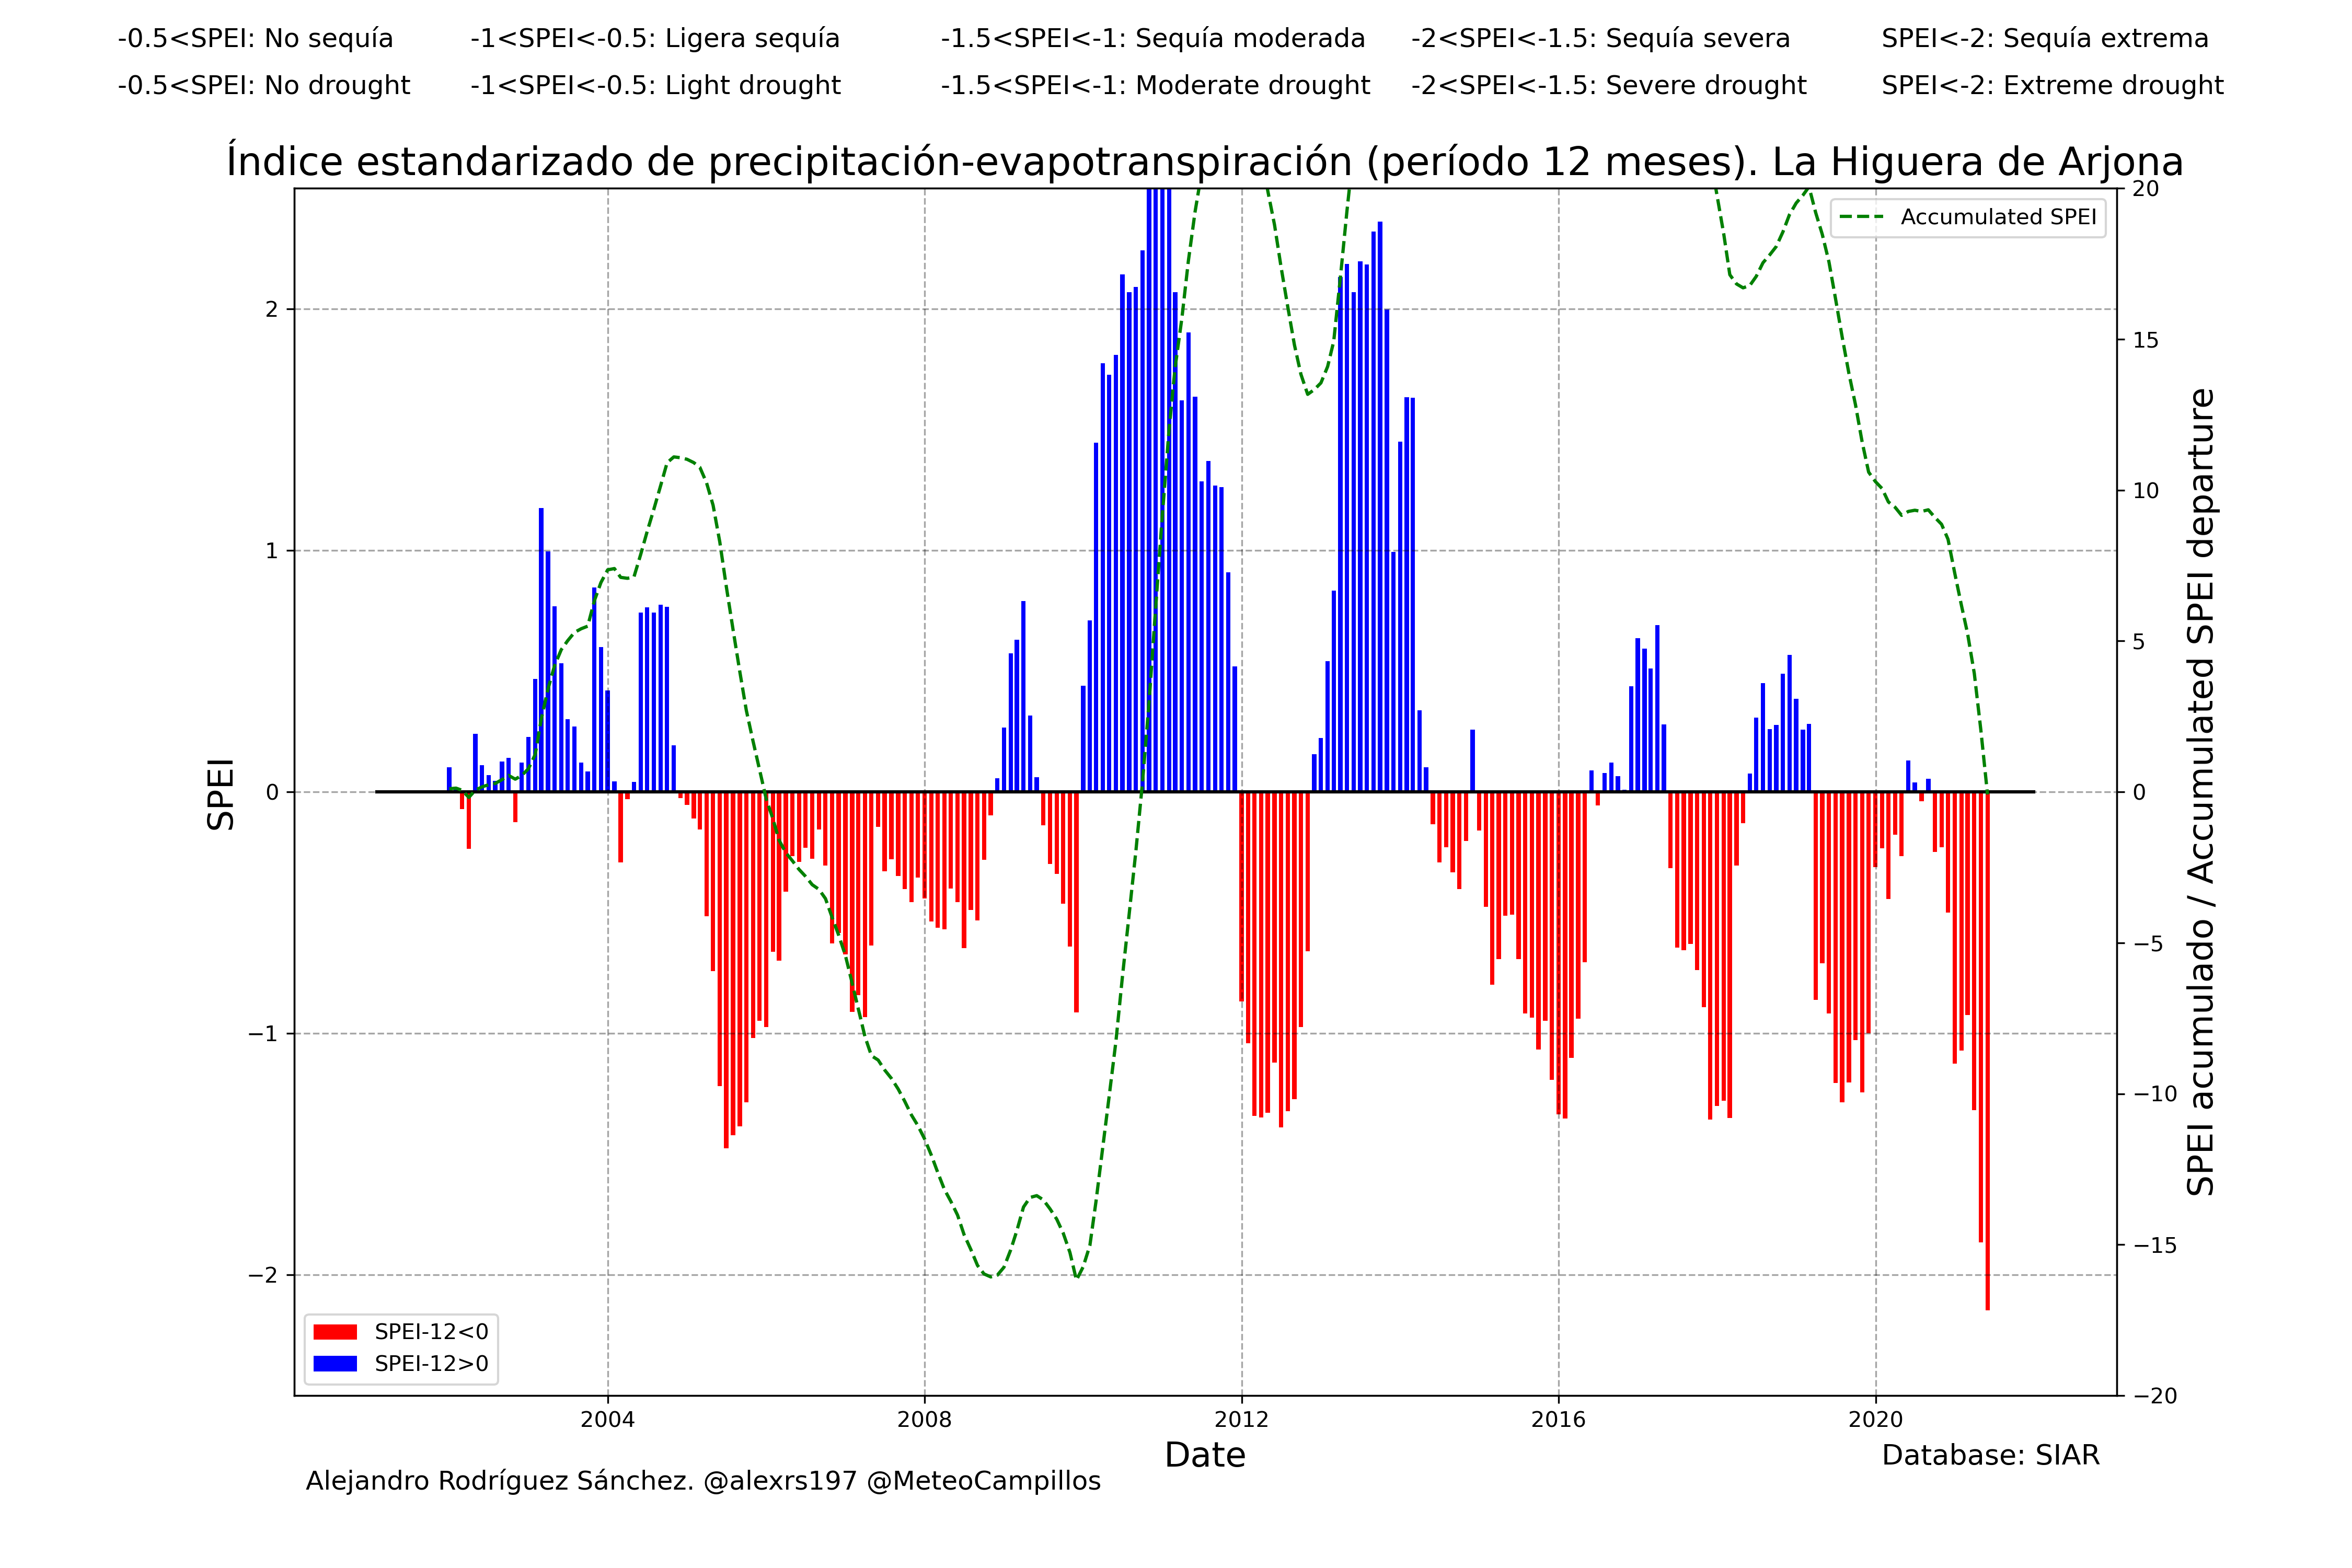 -0.5<SPEI: No sequía -1<SPEI<-0.5: Ligera sequía -1.5<SPEI<-1: Sequía moderada -2<SPEI<-1.5: Sequía severa SPEI<-2: Sequía extrema
-0.5<SPEI: No drought -1<SPEI<-0.5: Light drought -1.5<SPEI<-1: Moderate drought -2<SPEI<-1.5: Severe drought SPEI<-2: Extreme drought
Índice estandarizado de precipitación-evapotranspiración (período 12 meses). La Higuera de Arjona
Accumulated SPEI
SPEI
2
1
0
−1
−2
20
15
10
5
0
−5
−10
−15
−20
SPEI acumulado / Accumulated SPEI departure
SPEI-12<0
SPEI-12>0
2004 2008 2012 2016 2020
Date
Database: SIAR
Alejandro Rodríguez Sánchez. @alexrs197 @MeteoCampillos